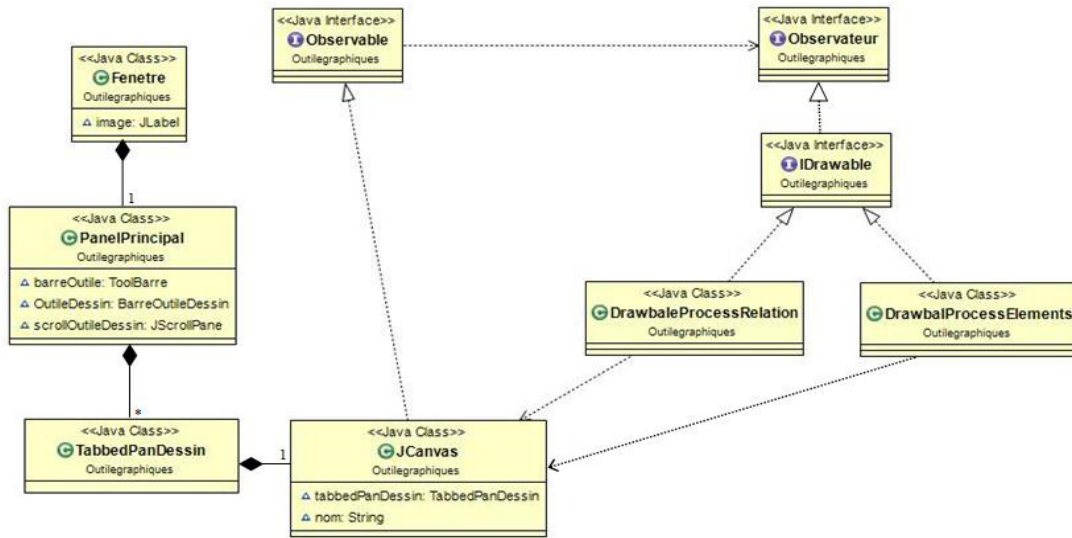 <<Java Interface>>
Observable
Outilegraphiques
<<Java Interface>>
Observateur
Outilegraphiques
<<Java Class>>
Fenetre
Outilegraphiques
image: JLabel
<<Java Interface>>
IDrawable
Outilegraphiques
1
<<Java Class>>
PanelPrincipal
Outilegraphiques
barreOutile: ToolBarre
OutileDessin: BarreOutileDessin
scrollOutileDessin: JScrollPane
<<Java Class>>
DrawbaleProcessRelation
Outilegraphiques
<<Java Class>>
DrawbalProcessElements
Outilegraphiques
*
<<Java Class>>
TabbedPanDessin
Outilegraphiques
1
<<Java Class>>
JCanvas
Outilegraphiques
tabbedPanDessin: TabbedPanDessin
nom: String